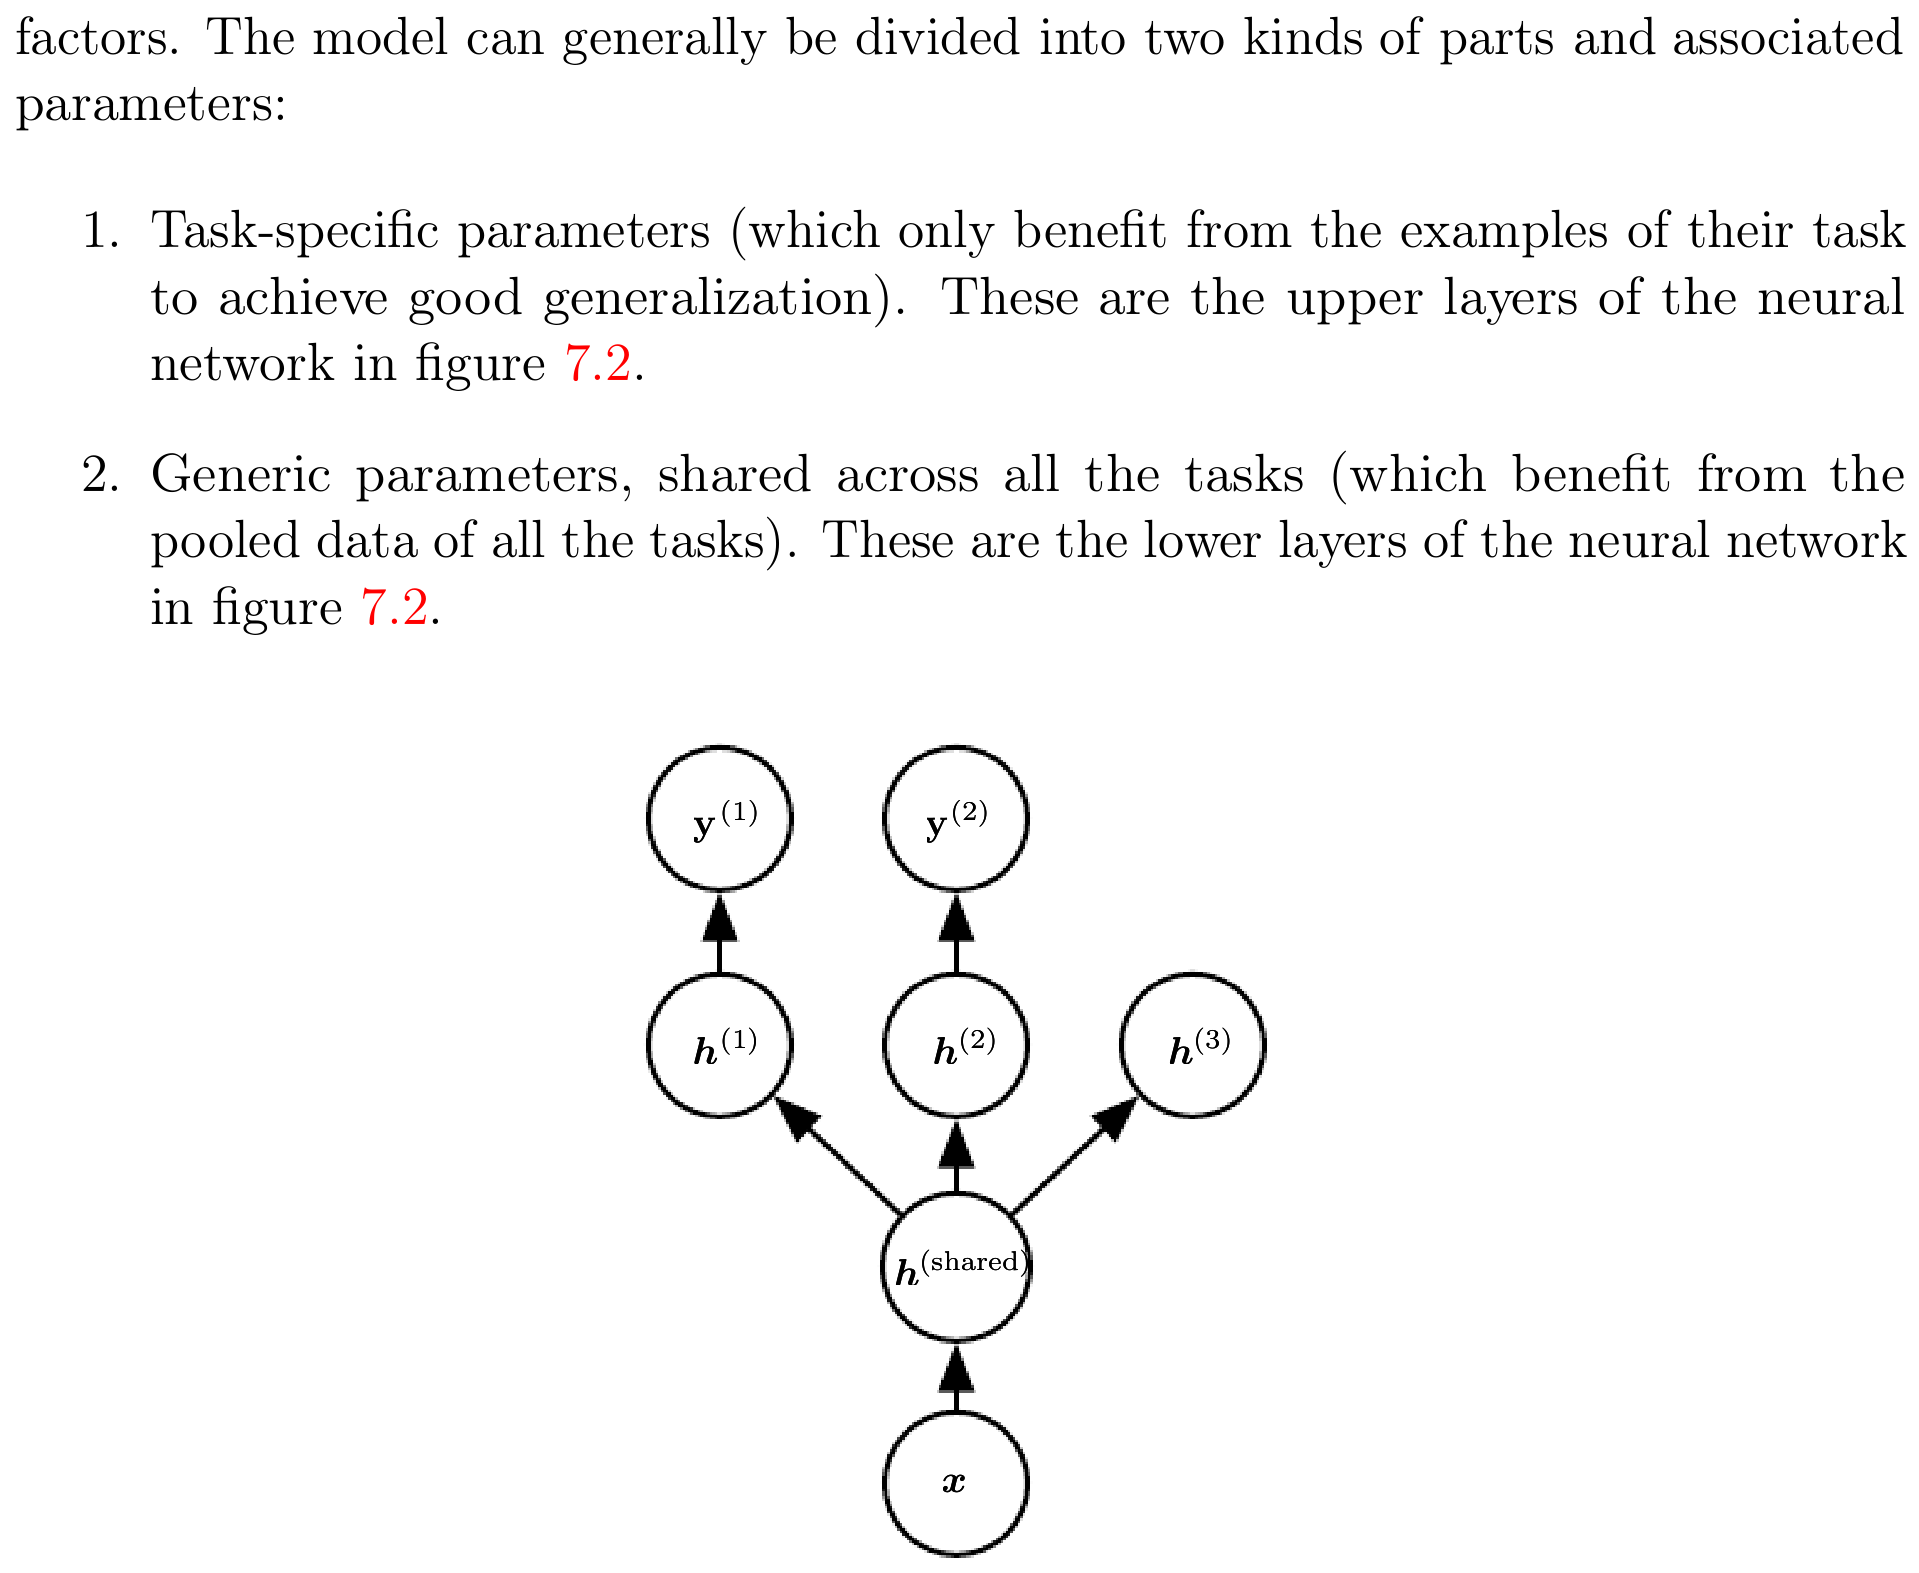 factors. The model can generally be divided into two kinds of parts and associated
parameters:
1. Task-specific parameters (which only benefit from the examples of their task
to achieve good generalization). These are the upper layers of the neural
network in figure 7.2.
2. Generic parameters, shared across all the tasks (which benefit from the
pooled data of all the tasks). These are the lower layers of the neural network
in figure 7.2.
y(1) y(2)
h(1) h(2) h(3)
h(shared)
x